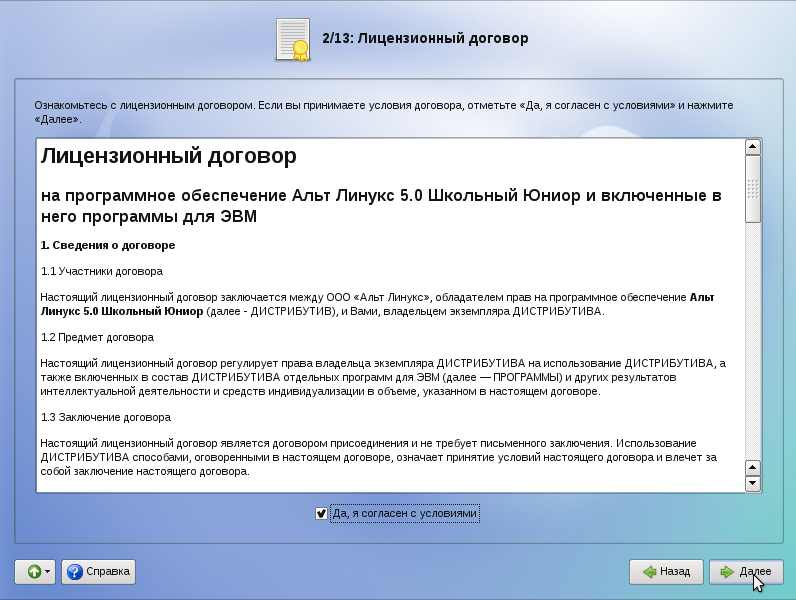 2/13: Лицензионный договор
Ознакомьтесь с лицензионным договором. Если вы принимаете условия договора, отметьте «Да, я согласен с условиями» и нажмите
«Далее».
Лицензионный договор
на программное обеспечение Альт Линукс 5.0 Школьный Юниор и включенные в
него программы для ЭВМ
1. Сведения о договоре
1.1 Участники договора
Настоящий лицензионный договор заключается между ООО «Альт Линукс», обладателем прав на программное обеспечение Альт
Линукс 5.0 Школьный Юниор (далее - ДИСТРИБУТИВ), и Вами, владельцем экземпляра ДИСТРИБУТИВА.
1.2 Предмет договора
Настоящий лицензионный договор регулирует права владельца экземпляра ДИСТРИБУТИВА на использование ДИСТРИБУТИВА, а
также включенных в состав ДИСТРИБУТИВА отдельных программ для ЭВМ (далее — ПРОГРАММЫ) и других результатов
интеллектуальной деятельности и средств индивидуализации в объеме, указанном в настоящем договоре.
1.3 Заключение договора
Настоящий лицензионный договор является договором присоединения и не требует письменного заключения. Использование
ДИСТРИБУТИВА способами, оговоренными в настоящем договоре, означает принятие условий настоящего договора и влечет за
собой заключение настоящего договора.
Да, я согласен с условиями
Справка
Назад
Далее